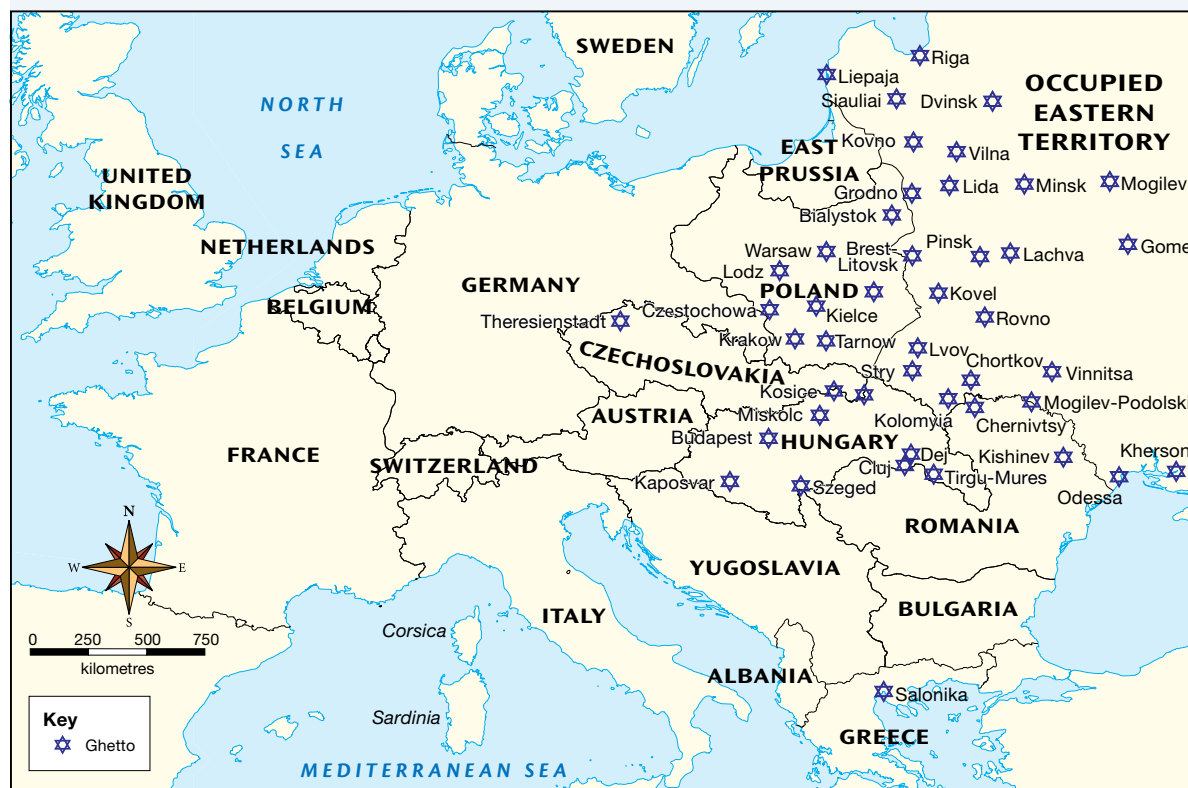 SWEDEN
Riga
Liepaja
OCCUPIED
EASTERN
TERRITORY
Siauliai
Dvinsk
NORTH
SEA
Kovno
Vilna
EAST
PRUSSIA
UNITED
KINGDOM
Grodno
Lida
Minsk
Mogilev
Bialystok
NETHERLANDS
Warsaw
Brest-
Litovsk
Pinsk
Lachva
Gome
Lodz
GERMANY
POLAND
Kovel
BELGIUM
Czestochowa
Kielce
Rovno
Theresienstadt
Krakow
Tarnow
Lvov
CZECHOSLOVAKIA
Stry
Chortkov
Vinnitsa
Kosice
Mogilev-Podolski
AUSTRIA
Miskolc
Kolomyia
Chernivtsy
Budapest
HUNGARY
FRANCE
SWITZERLAND
Dej
Cluj
Tirgu-Mures
Kishinev
Kherson
Kaposvar
Szeged
Odessa
N
W
E
S
ROMANIA
YUGOSLAVIA
BULGARIA
ITALY
Corsica
0 250 500 750
kilometres
ALBANIA
Salonika
Sardinia
Key
Ghetto
GREECE
MEDITERRANEAN SEA